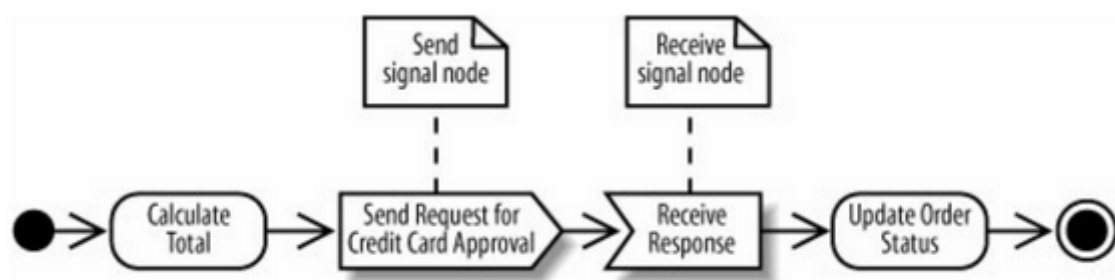 Send
signal node
Receive
signal node
Calculate
Total
Send Request for
Credit Card Approval
Receive
Response
Update Order
Status